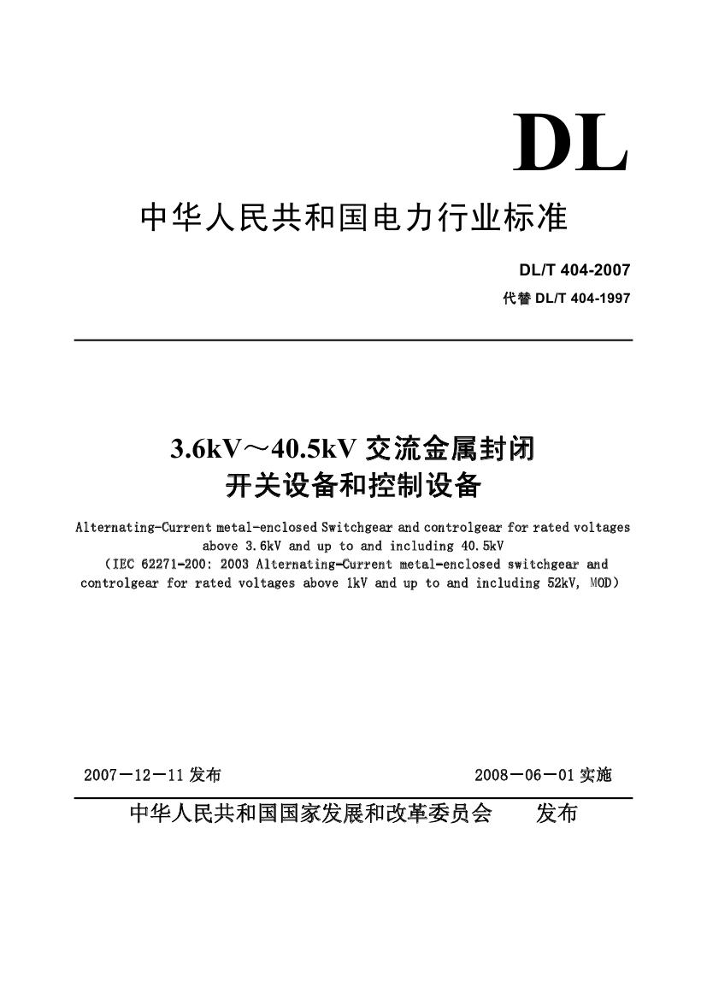 DL
中华人民共和国电力行业标准
DL/T 404-2007
代替 DL/T 404-1997
3.6kV～40.5kV 交流金属封闭
开关设备和控制设备
Alternating-Current metal-enclosed Switchgear and controlgear for rated voltages
above 3.6kV and up to and including 40.5kV
（IEC 62271-200: 2003 Alternating-Current metal-enclosed switchgear and
controlgear for rated voltages above 1kV and up to and including 52kV, MOD）
2007－12－11 发布 2008－06－01 实施
中华人民共和国国家发展和改革委员会 发布